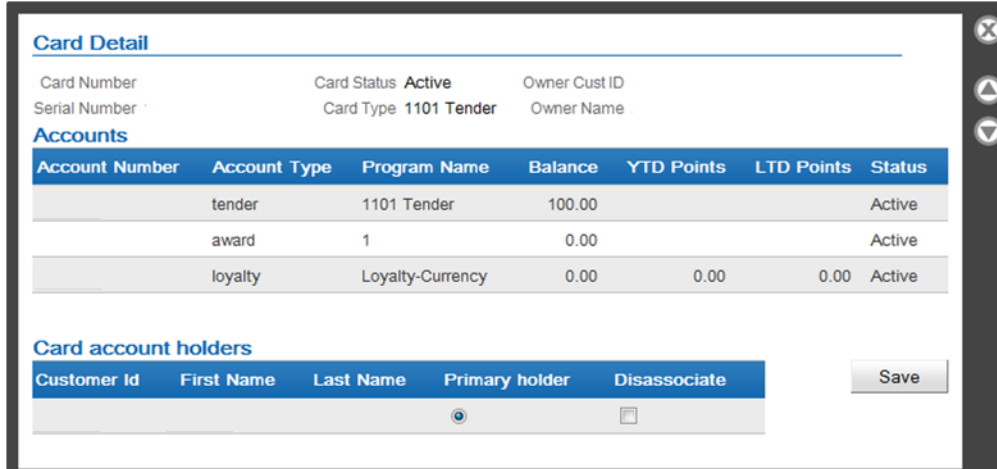 Card Detail
Card Number Card Status Active Owner Cust ID
Serial Number Card Type 1101 Tender Owner Name
Accounts
Account Number Account Type Program Name Balance YTD Points LTD Points Status
tender 1101 Tender 100.00 Active
award 1 0.00 Active
loyalty Loyalty-Currency 0.00 0.00 0.00 Active
Card account holders
Customer Id First Name Last Name Primary holder Disassociate
Save